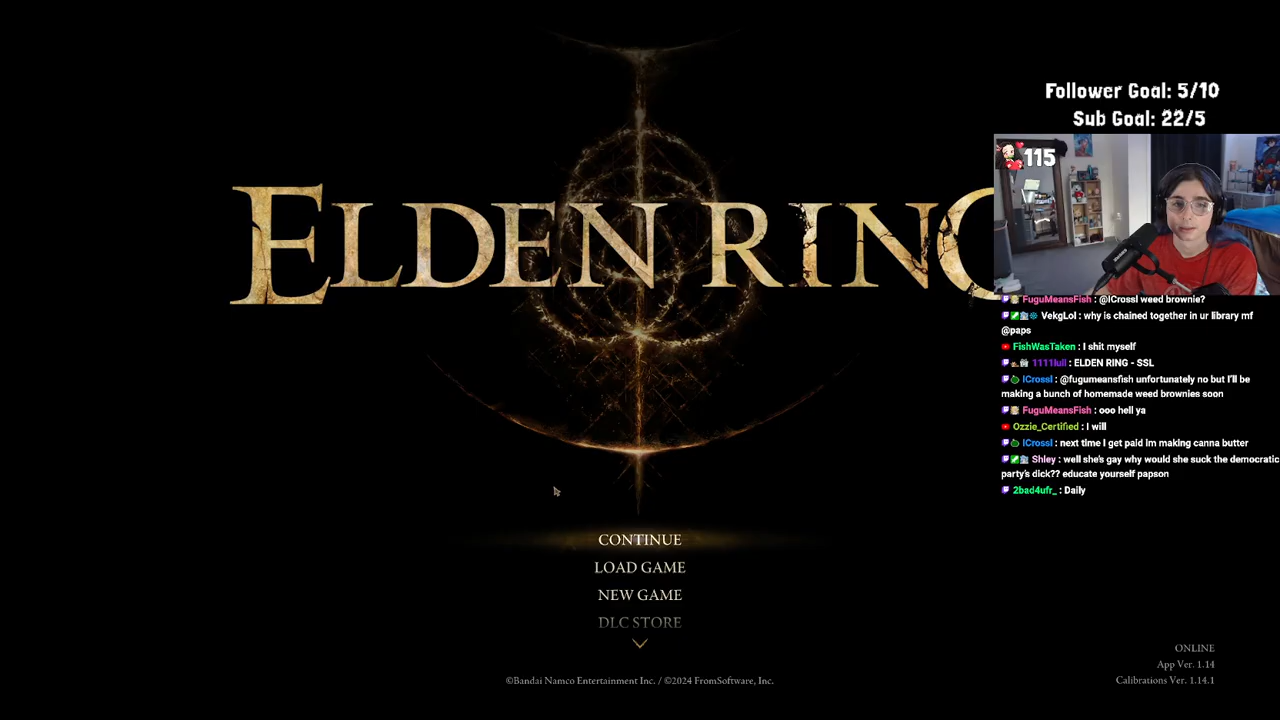 Follower Goal: 5/10
Sub Goal: 22/5
115
ELDEN RING
FuguMeansFish : @lCrossl weed brownie?
VekgLol : why is chained together in ur library mf
@paps
FishWasTaken : I shit myself
1111lull : ELDEN RING - SSL
lCrossl : @fugumeansfish unfortunately no but I'll be
making a bunch of homemade weed brownies soon
FuguMeansFish : ooo hell ya
Ozzie_Certified : I will
lCrossl : next time I get paid im making canna butter
Shley : well she's gay why would she suck the democratic
party's dick?? educate yourself papson
2bad4ufr_ : Daily
CONTINUE
LOAD GAME
NEW GAME
DLC STORE
ONLINE
App Ver. 1.14
Calibrations Ver. 1.14.1
©Bandai Namco Entertainment Inc. / ©2024 FromSoftware, Inc.